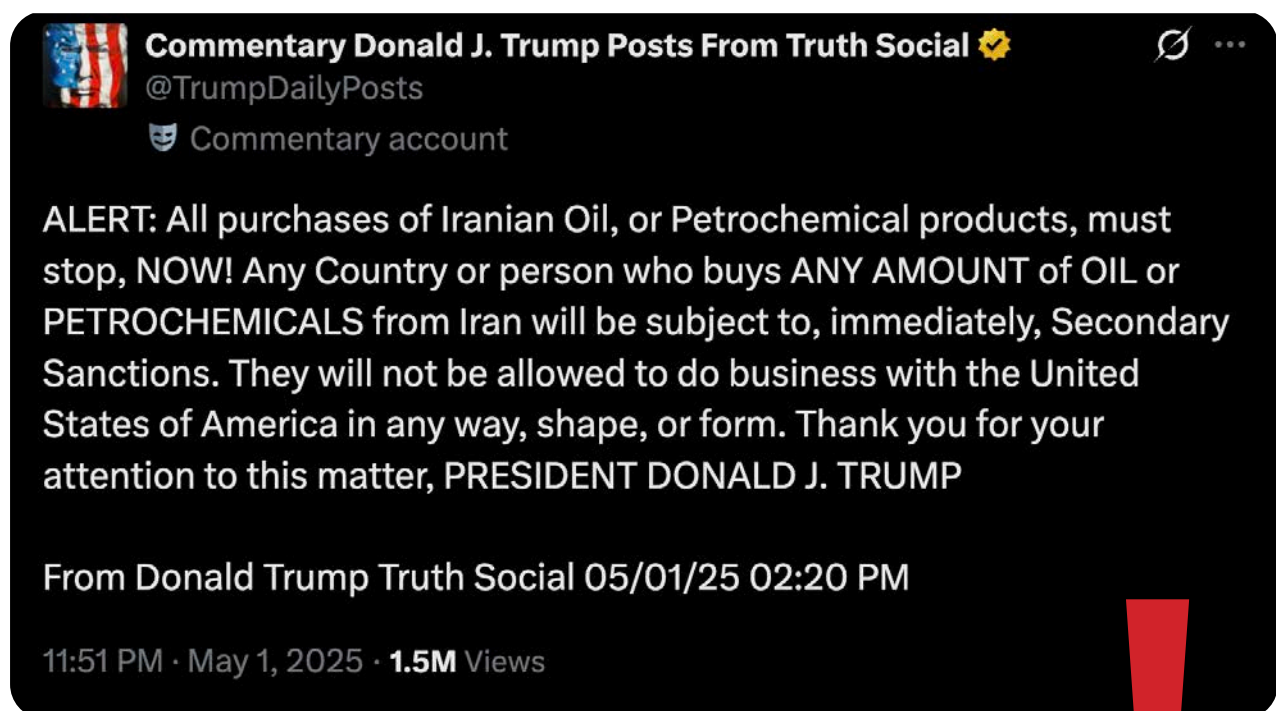 Commentary Donald J. Trump Posts From Truth Social
@TrumpDailyPosts
Commentary account
ALERT: All purchases of Iranian Oil, or Petrochemical products, must
stop, NOW! Any Country or person who buys ANY AMOUNT of OIL or
PETROCHEMICALS from Iran will be subject to, immediately, Secondary
Sanctions. They will not be allowed to do business with the United
States of America in any way, shape, or form. Thank you for your
attention to this matter, PRESIDENT DONALD J. TRUMP
From Donald Trump Truth Social 05/01/25 02:20 PM
11:51 PM · May 1, 2025 · 1.5M Views